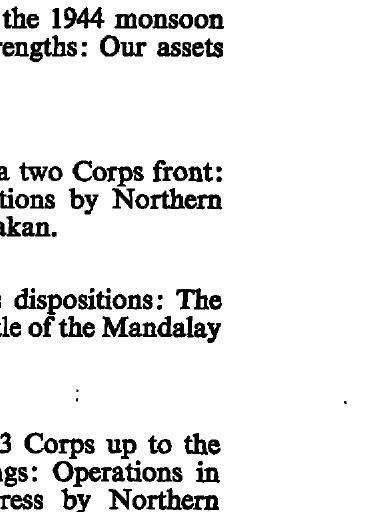 the 1944 monsoon
rengths: Our assets
a two Corps front:
tions by Northern
akan.
dispositions: The
tle of the Mandalay
3 Corps up to the
ngs: Operations in
ress by Northern